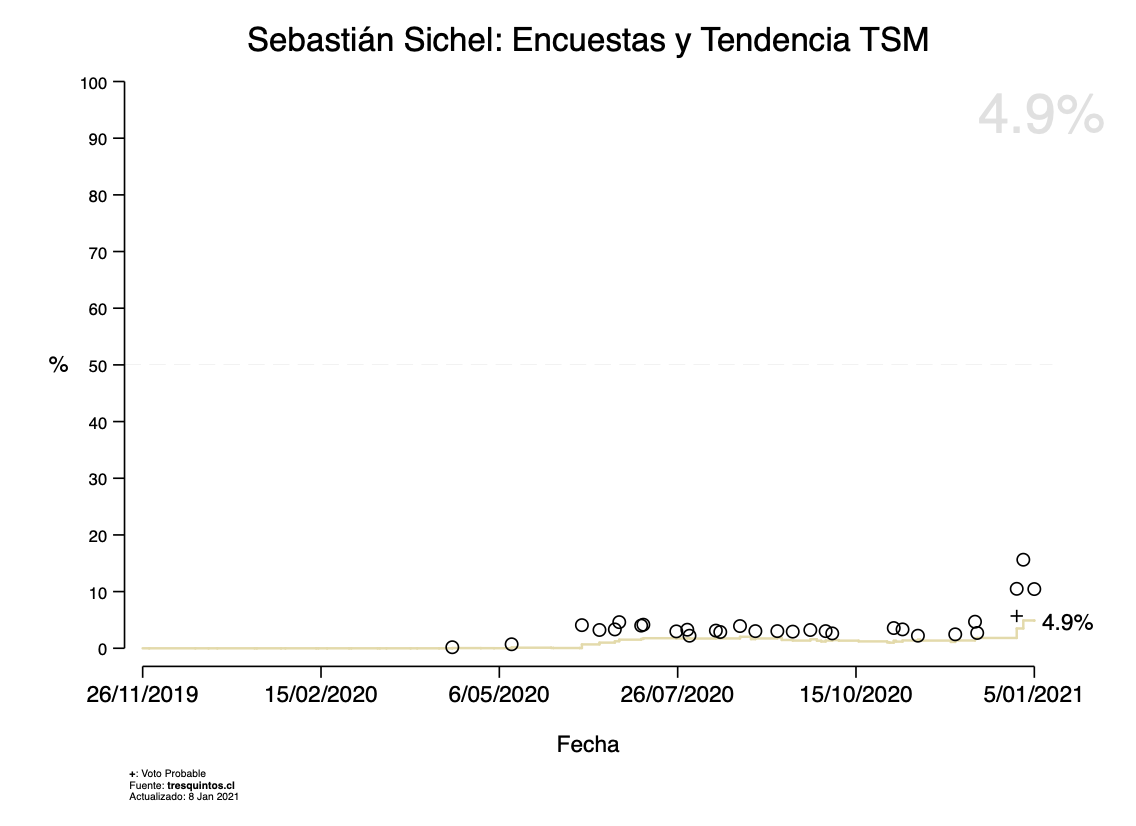 Sebastián Sichel: Encuestas y Tendencia TSM
4.9%
100
90
80
70
60
50
40
30
20
10
0
%
4.9%
26/11/2019 15/02/2020 6/05/2020 26/07/2020 15/10/2020 5/01/2021
Fecha
+: Voto Probable
Fuente: tresquintos.cl
Actualizado: 8 Jan 2021